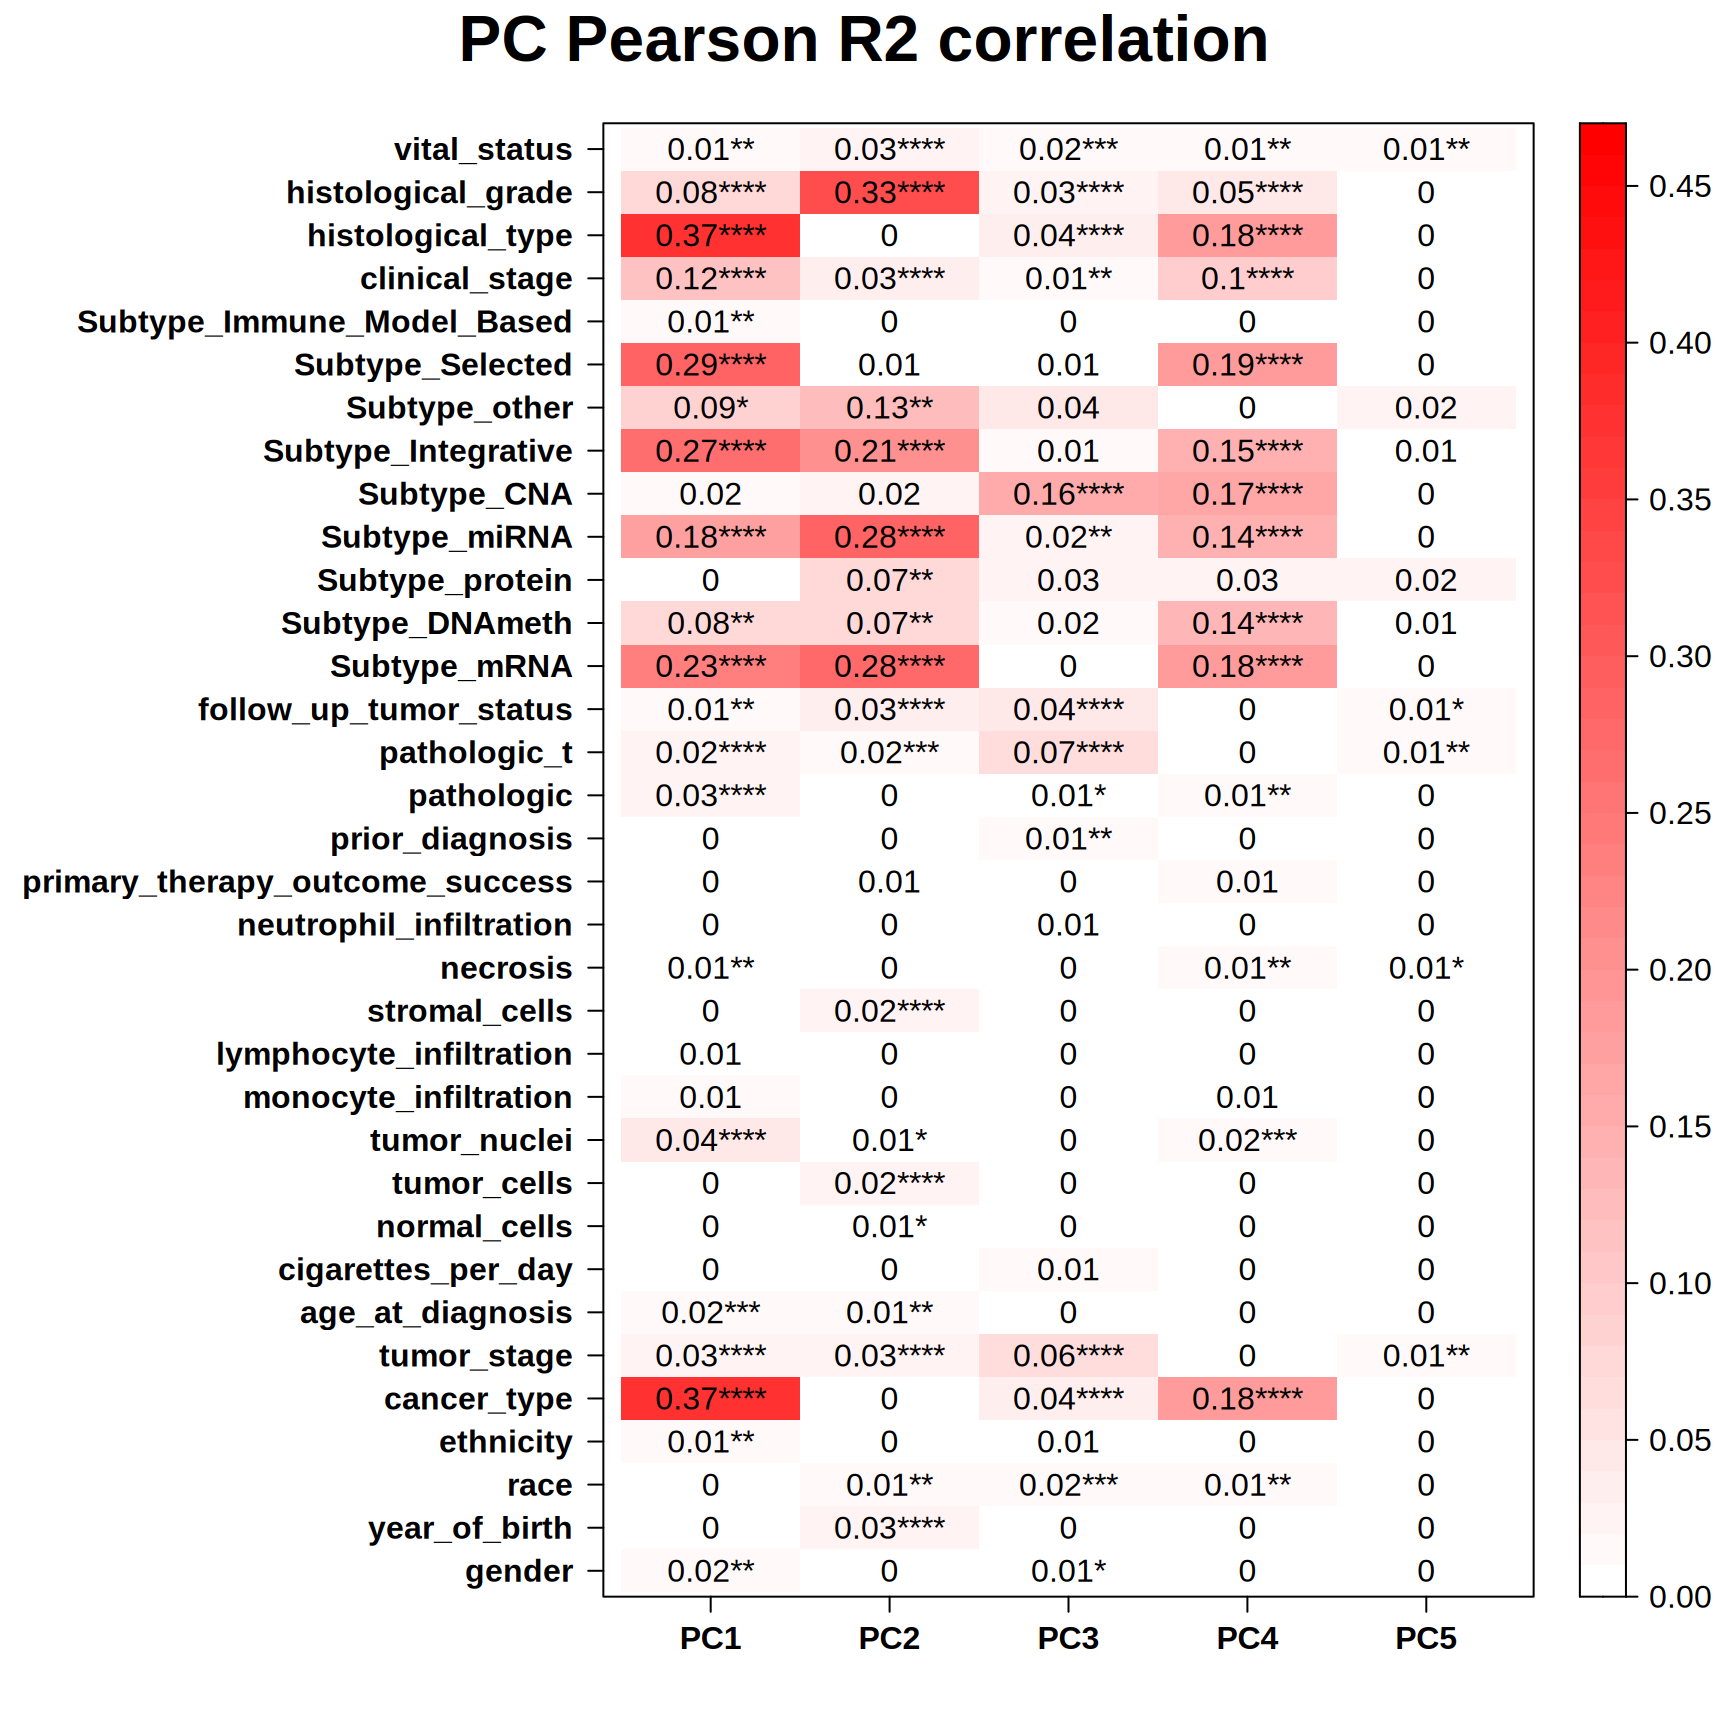 PC Pearson R2 correlation
vital_status 0.01** 0.03**** 0.02*** 0.01** 0.01**
histological_grade 0.08**** 0.33**** 0.03**** 0.05**** 0
histological_type 0.37**** 0 0.04**** 0.18**** 0
clinical_stage 0.12**** 0.03**** 0.01** 0.1**** 0
Subtype_Immune_Model_Based 0.01** 0 0 0 0
Subtype_Selected 0.29**** 0.01 0.01 0.19**** 0
Subtype_other 0.09* 0.13** 0.04 0 0.02
Subtype_Integrative 0.27**** 0.21**** 0.01 0.15**** 0.01
Subtype_CNA 0.02 0.02 0.16**** 0.17**** 0
Subtype_miRNA 0.18**** 0.28**** 0.02** 0.14**** 0
Subtype_protein 0 0.07** 0.03 0.03 0.02
Subtype_DNAmeth 0.08** 0.07** 0.02 0.14**** 0.01
Subtype_mRNA 0.23**** 0.28**** 0 0.18**** 0
follow_up_tumor_status 0.01** 0.03**** 0.04**** 0 0.01*
pathologic_t 0.02**** 0.02*** 0.07**** 0 0.01**
pathologic 0.03**** 0 0.01* 0.01** 0
prior_diagnosis 0 0 0.01** 0 0
primary_therapy_outcome_success 0 0.01 0 0.01 0
neutrophil_infiltration 0 0 0.01 0 0
necrosis 0.01** 0 0 0.01** 0.01*
stromal_cells 0 0.02**** 0 0 0
lymphocyte_infiltration 0.01 0 0 0 0
monocyte_infiltration 0.01 0 0 0.01 0
tumor_nuclei 0.04**** 0.01* 0 0.02*** 0
tumor_cells 0 0.02**** 0 0 0
normal_cells 0 0.01* 0 0 0
cigarettes_per_day 0 0 0.01 0 0
age_at_diagnosis 0.02*** 0.01** 0 0 0
tumor_stage 0.03**** 0.03**** 0.06**** 0 0.01**
cancer_type 0.37**** 0 0.04**** 0.18**** 0
ethnicity 0.01** 0 0.01 0 0
race 0 0.01** 0.02*** 0.01** 0
year_of_birth 0 0.03**** 0 0 0
gender 0.02** 0 0.01* 0 0
PC1 PC2 PC3 PC4 PC5
0.45
0.40
0.35
0.30
0.25
0.20
0.15
0.10
0.05
0.00